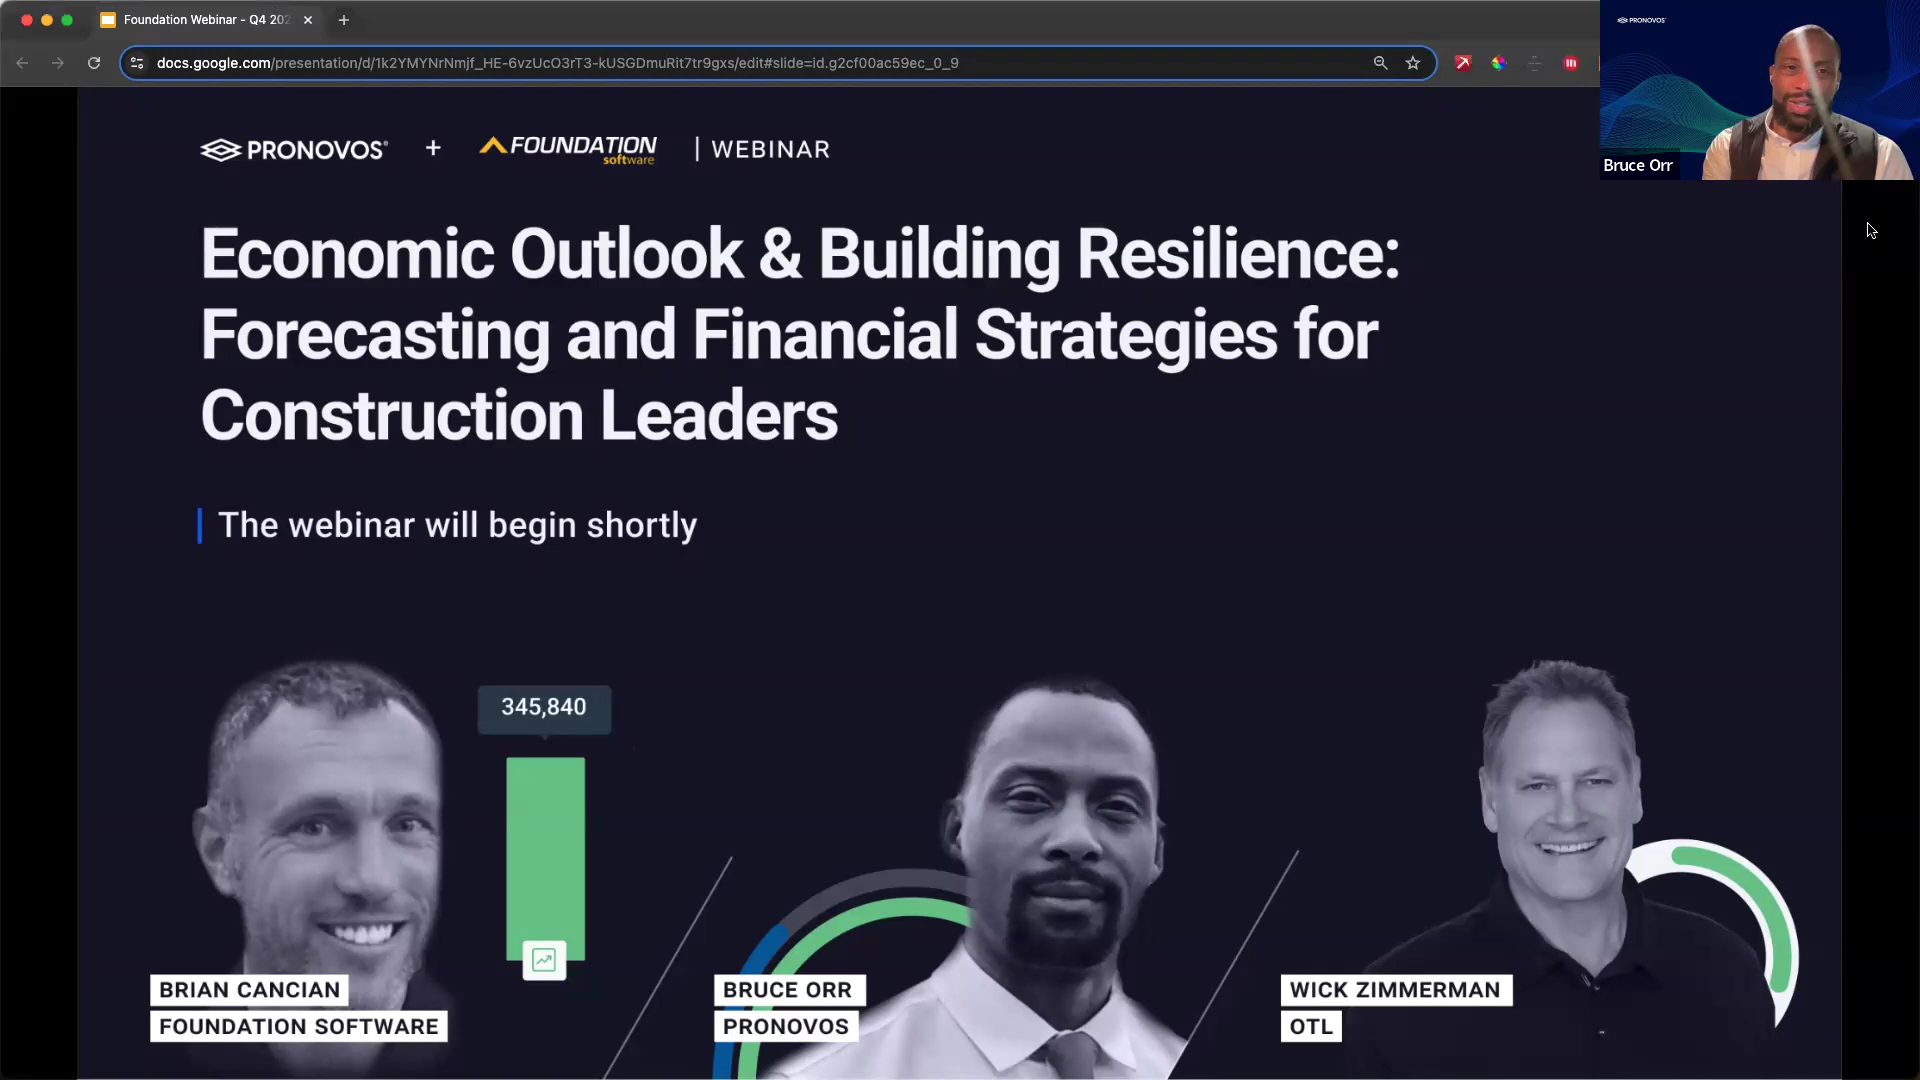 Foundation Webinar - Q4 202
docs.google.com/presentation/d/1k2YMYNrNmjf_HE-6vzUcO3rT3-kUSGDmuRit7tr9gxs/edit#slide=id.g2cf00ac59ec_0_9
PRONOVOS
Bruce Orr
PRONOVOS® + FOUNDATION software | WEBINAR
Economic Outlook & Building Resilience:
Forecasting and Financial Strategies for
Construction Leaders
The webinar will begin shortly
345,840
BRIAN CANCIAN
FOUNDATION SOFTWARE
BRUCE ORR
PRONOVOS
WICK ZIMMERMAN
OTL